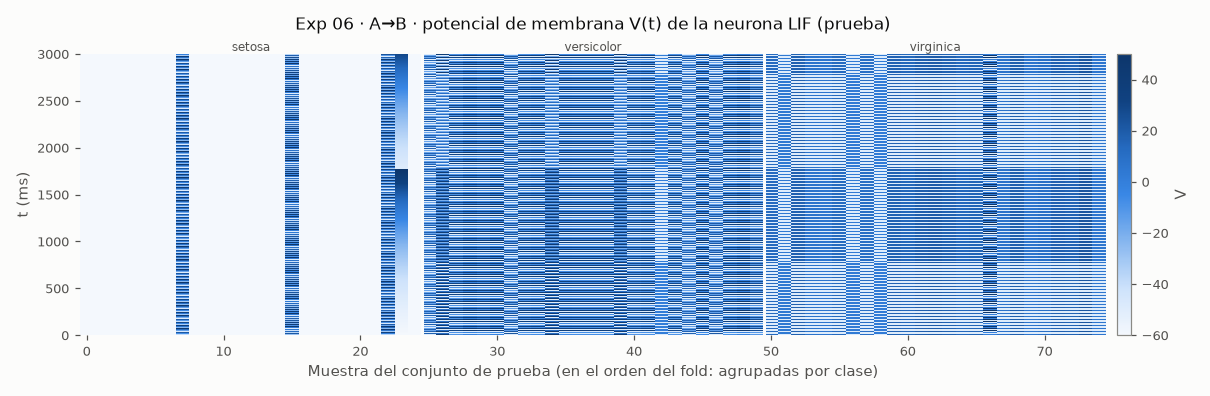 Exp 06 · A→B · potencial de membrana V(t) de la neurona LIF (prueba)
setosa versicolor virginica
3000
2500
2000
1500
1000
500
0
t (ms)
0 10 20 30 40 50 60 70
Muestra del conjunto de prueba (en el orden del fold: agrupadas por clase)
40
20
0
−20
−40
−60
V